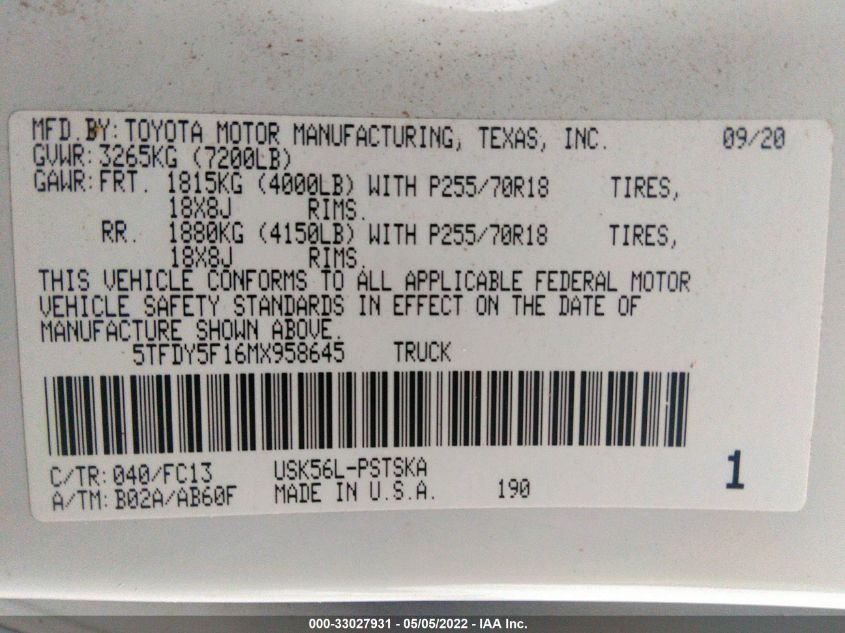 MFD.BY: TOYOTA MOTOR MANUFACTURING, TEXAS, INC. 09/20
GVWR: 3265KG (7200LB)
GAWR: FRT. 1815KG (4000LB) WITH P255/70R18 TIRES,
18X8J RIMS.
RR. 1880KG (4150LB) WITH P255/70R18 TIRES,
18X8J RIMS.
THIS VEHICLE CONFORMS TO ALL APPLICABLE FEDERAL MOTOR
VEHICLE SAFETY STANDARDS IN EFFECT ON THE DATE OF
MANUFACTURE SHOWN ABOVE.
5TFDY5F16MX958645 TRUCK
C/TR: 040/FC13 USK56L-PSTSKA 1
A/TM: B02A/AB60F MADE IN U.S.A. 190
000-33027931 - 05/05/2022 - IAA Inc.